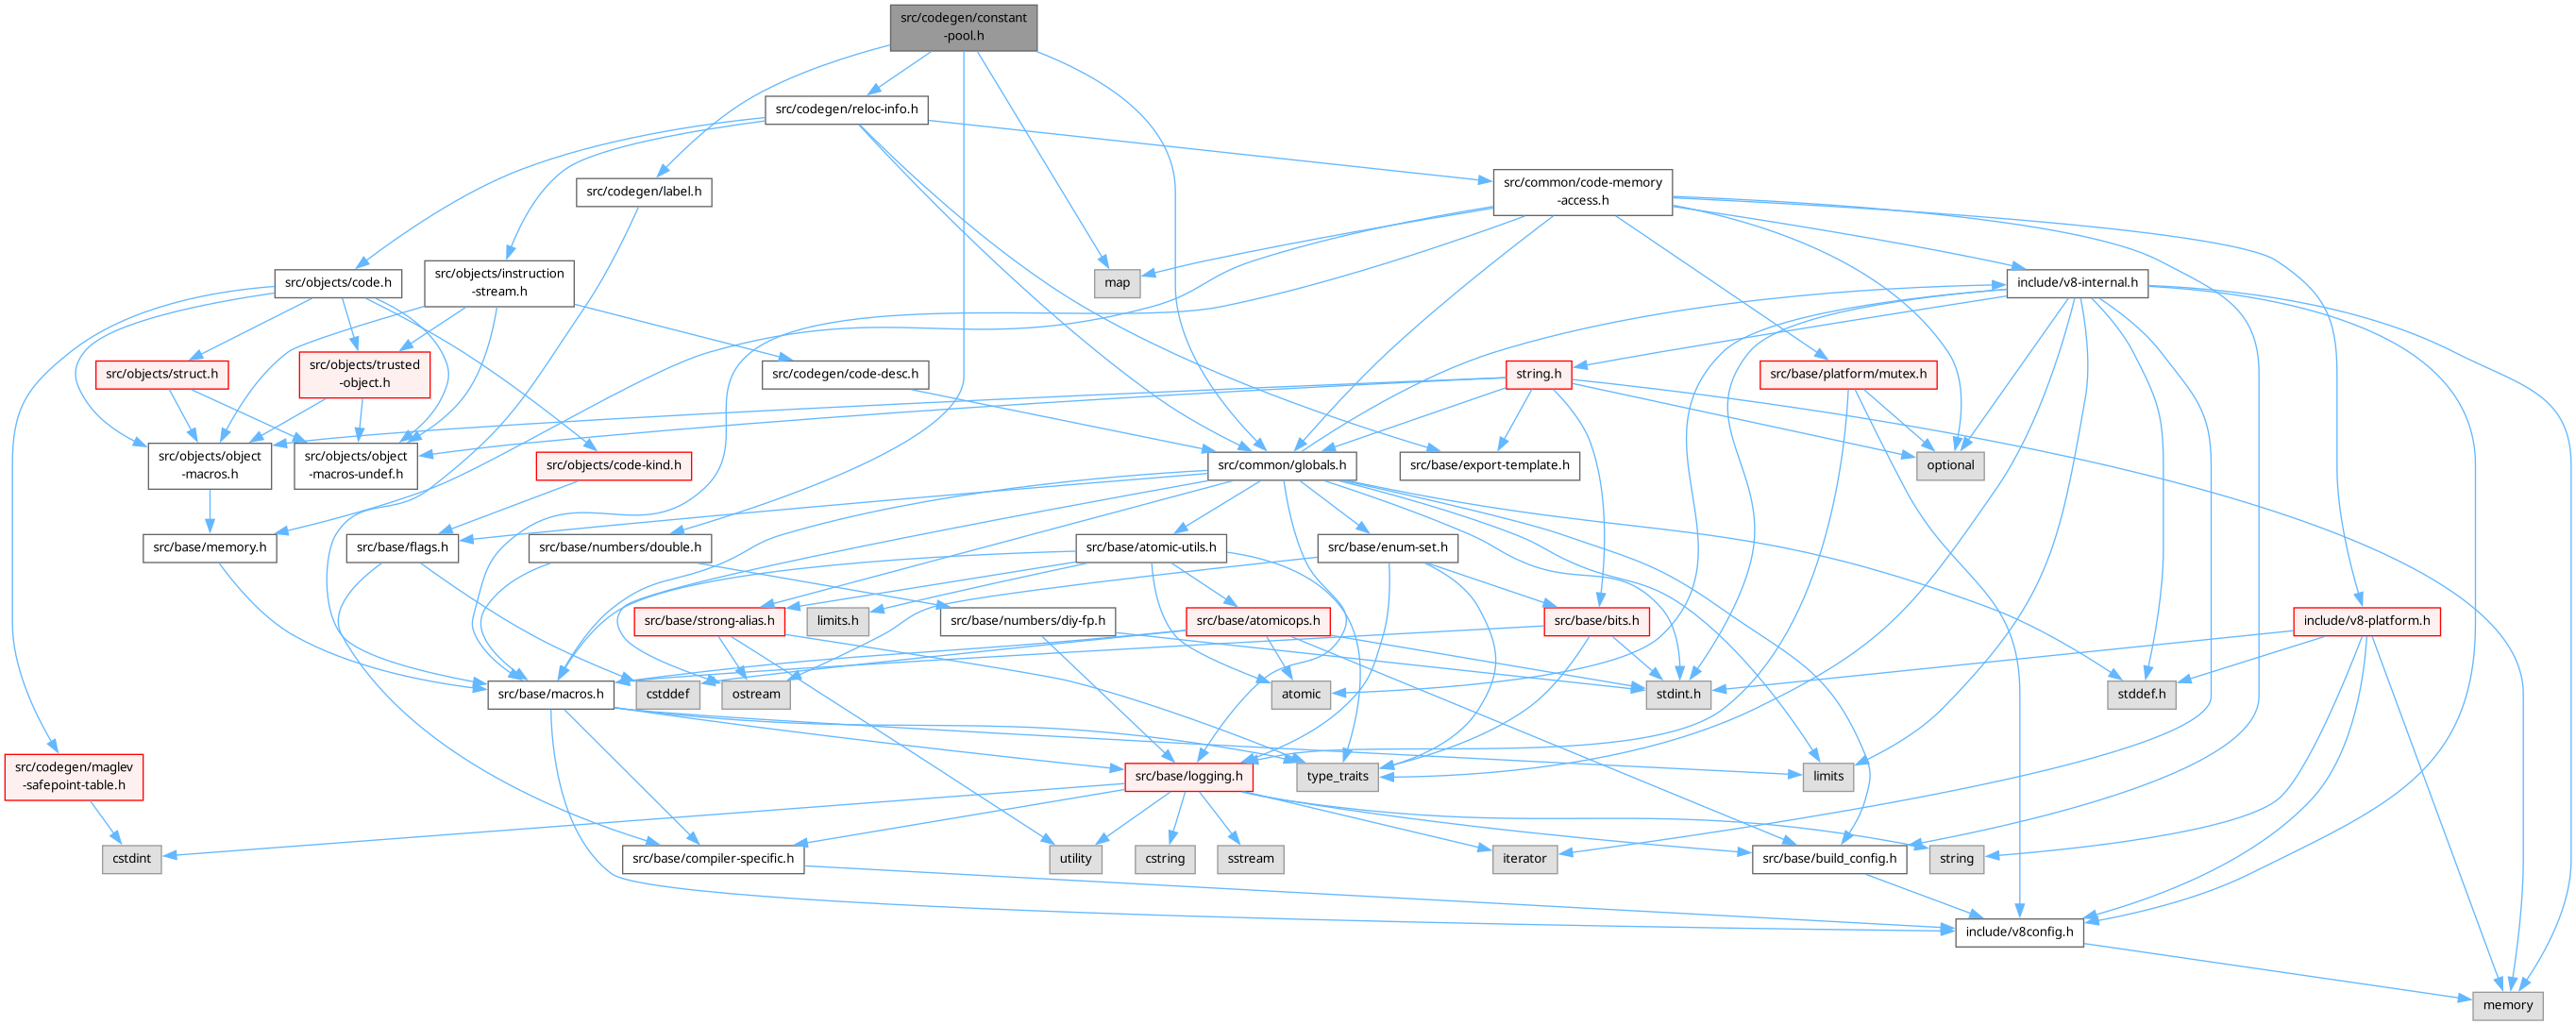 src/codegen/constant
-pool.h
src/codegen/reloc-info.h
src/codegen/label.h
src/common/code-memory
-access.h
src/objects/code.h
src/objects/instruction
-stream.h
map
include/v8-internal.h
src/objects/struct.h
src/objects/trusted
-object.h
src/codegen/code-desc.h
string.h
src/base/platform/mutex.h
src/objects/object
-macros.h
src/objects/object
-macros-undef.h
src/objects/code-kind.h
src/common/globals.h
src/base/export-template.h
optional
src/base/memory.h
src/base/flags.h
src/base/numbers/double.h
src/base/atomic-utils.h
src/base/enum-set.h
src/base/strong-alias.h
limits.h
src/base/numbers/diy-fp.h
src/base/atomicops.h
src/base/bits.h
include/v8-platform.h
src/base/macros.h
cstddef
ostream
atomic
stdint.h
stddef.h
src/codegen/maglev
-safepoint-table.h
src/base/logging.h
type_traits
limits
cstdint
src/base/compiler-specific.h
utility
cstring
sstream
iterator
src/base/build_config.h
string
include/v8config.h
memory